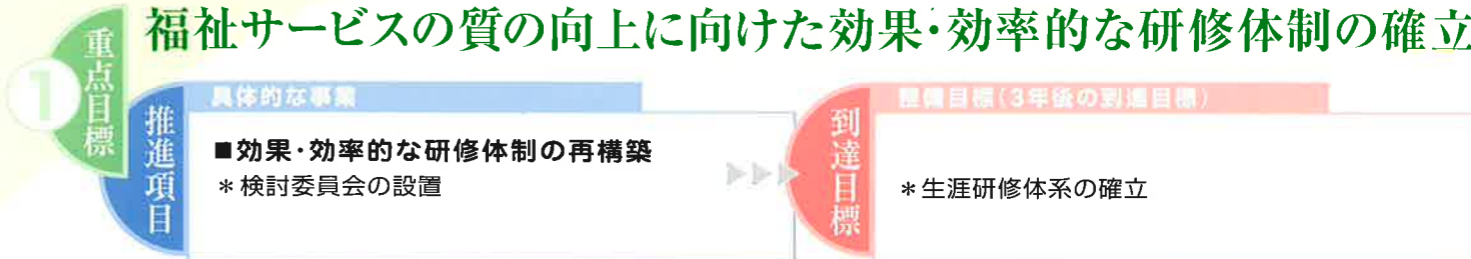 重点目標
1
福祉サービスの質の向上に向けた効果・効率的な研修体制の確立
推進項目
具体的な事業
■効果・効率的な研修体制の再構築
＊検討委員会の設置
到達目標
整備目標(3年後の到達目標)
＊生涯研修体系の確立